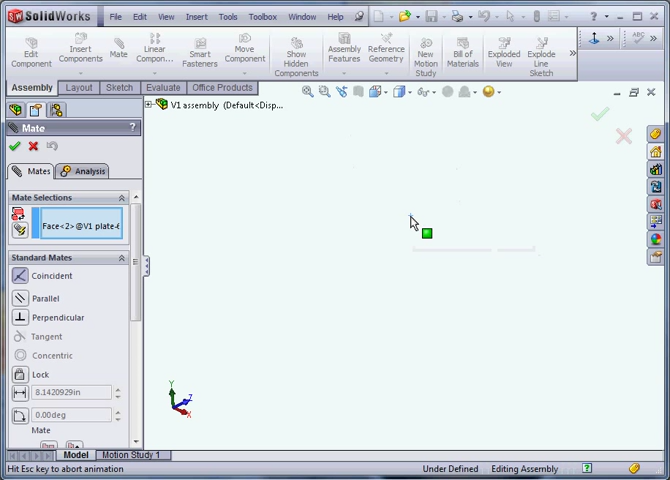 SolidWorks File Edit View Insert Tools Toolbox Window Help
Edit Component
Insert Components
Mate
Linear Compon...
Smart Fasteners
Move Component
Show Hidden Components
Assembly Features
Reference Geometry
New Motion Study
Bill of Materials
Exploded View
Explode Line Sketch
ABC
Assembly Layout Sketch Evaluate Office Products
V1 assembly (Default<Disp...
Mate ?
Mates Analysis
Mate Selections
Face<2>@V1 plate-6
Standard Mates
Coincident
Parallel
Perpendicular
Tangent
Concentric
Lock
8.1420929in
0.00deg
Mate
Y
Z
X
Model Motion Study 1
Hit Esc key to abort animation Under Defined Editing Assembly ?